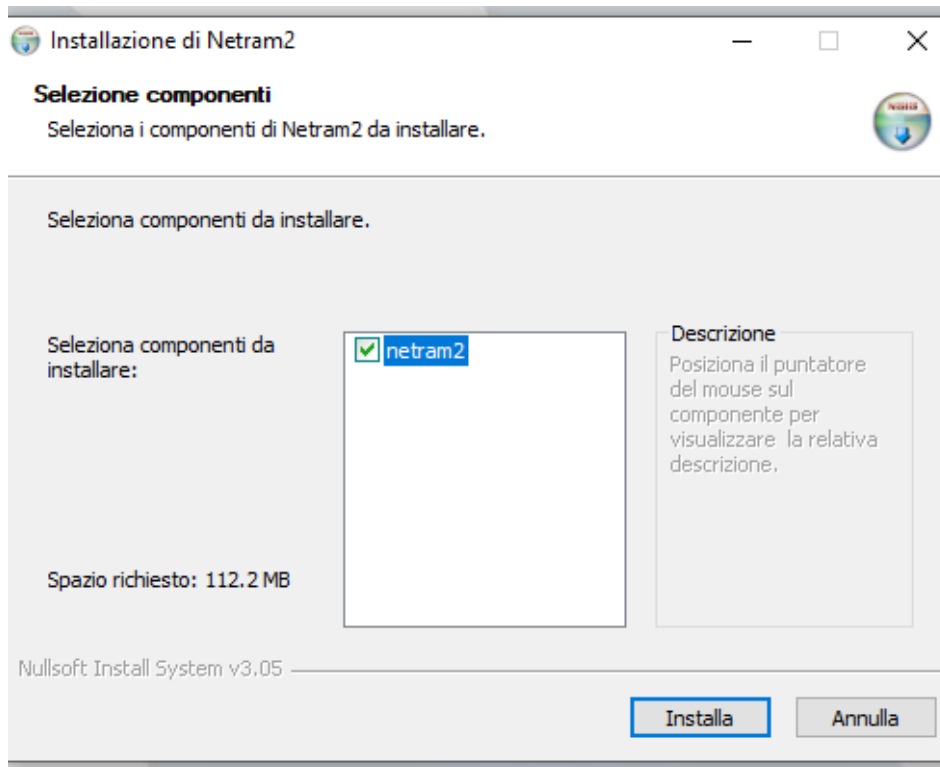 Installazione di Netram2
Selezione componenti
Seleziona i componenti di Netram2 da installare.
Seleziona componenti da installare.
Seleziona componenti da
installare:
netram2
Descrizione
Posiziona il puntatore
del mouse sul
componente per
visualizzare la relativa
descrizione.
Spazio richiesto: 112.2 MB
Nullsoft Install System v3.05
Installa
Annulla